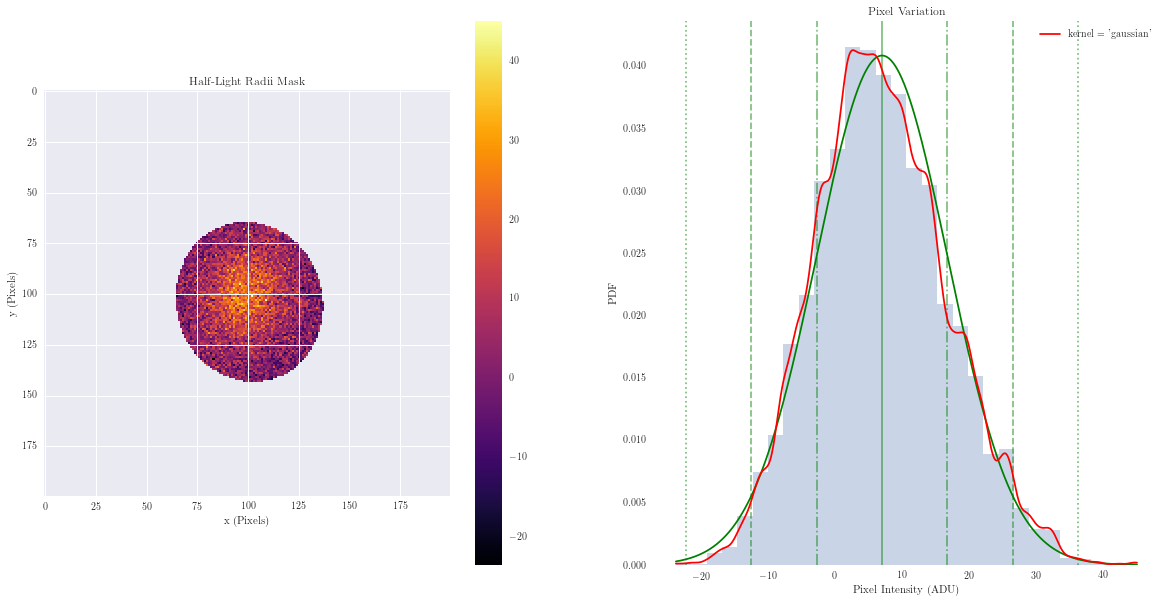 Half-Light Radii Mask
0
25
50
75
100
125
150
175
y (Pixels)
0 25 50 75 100 125 150 175
x (Pixels)
40
30
20
10
0
−10
−20
Pixel Variation
kernel = 'gaussian'
0.040
0.035
0.030
0.025
0.020
0.015
0.010
0.005
0.000
PDF
−20 −10 0 10 20 30 40
Pixel Intensity (ADU)